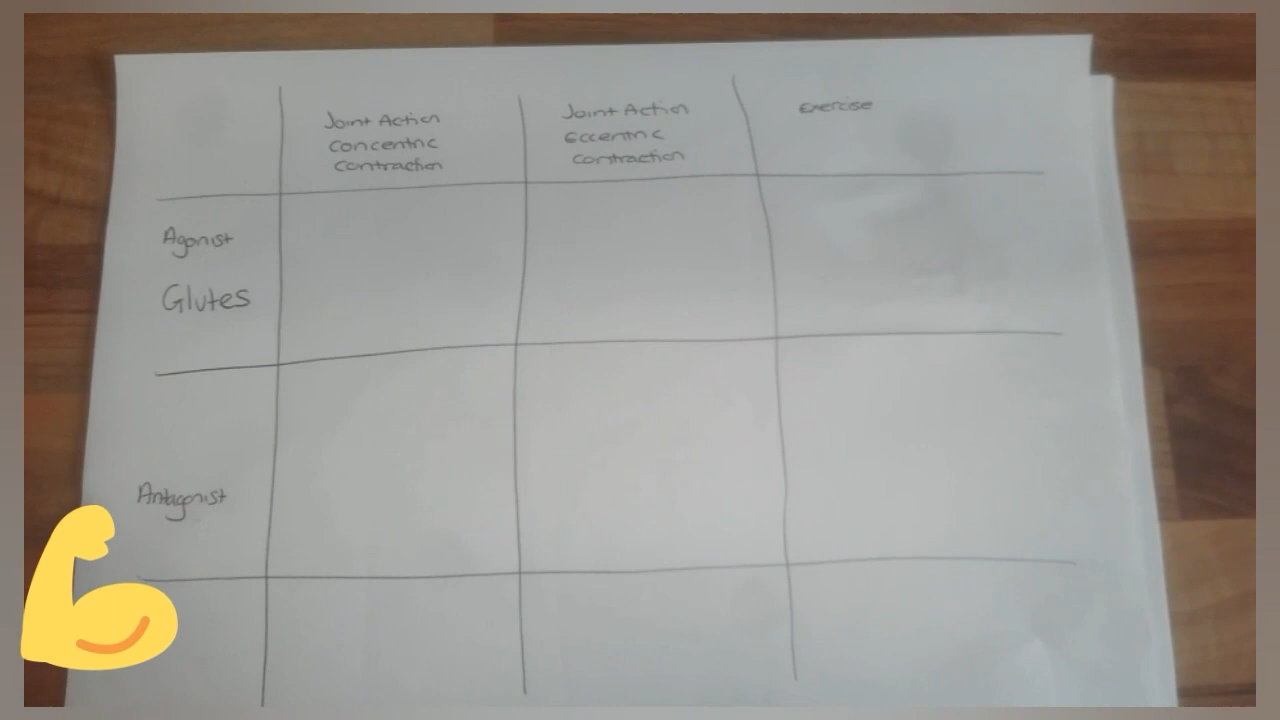 Joint Action
Concentric
Contraction
Joint Action
Eccentric
Contraction
Exercise
Agonist
Glutes
Antagonist